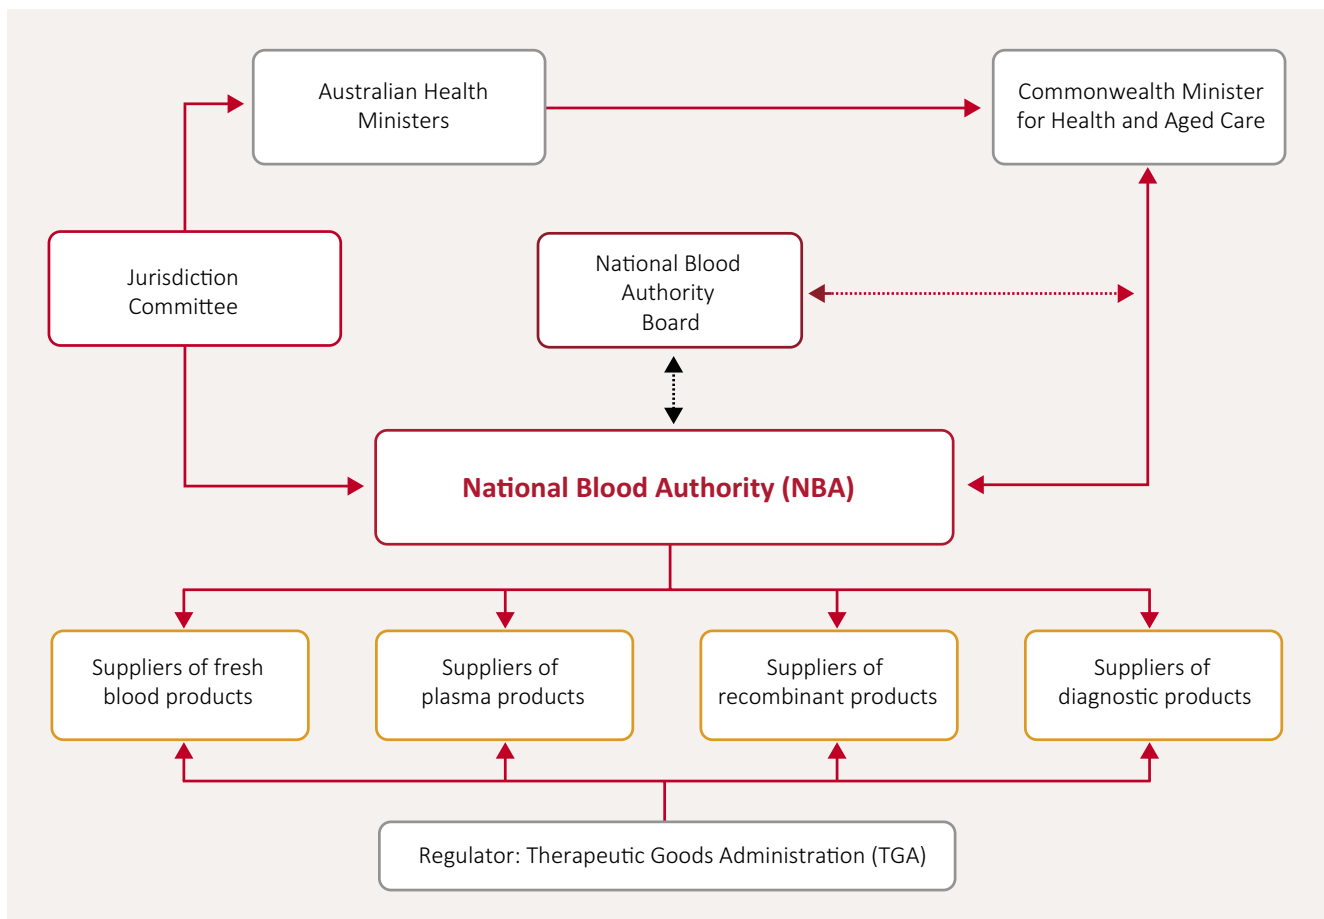 Australian Health
Ministers
Commonwealth Minister
for Health and Aged Care
Jurisdiction
Committee
National Blood
Authority
Board
National Blood Authority (NBA)
Suppliers of fresh
blood products
Suppliers of
plasma products
Suppliers of
recombinant products
Suppliers of
diagnostic products
Regulator: Therapeutic Goods Administration (TGA)